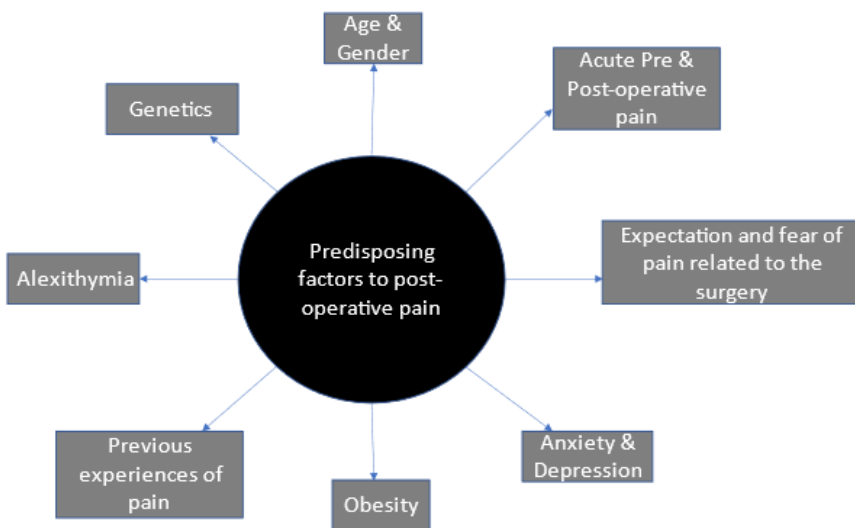 Age &
Gender
Acute Pre &
Post-operative
pain
Genetics
Predisposing
factors to post-
operative pain
Expectation and fear of
pain related to the
surgery
Alexithymia
Previous
experiences of
pain
Anxiety &
Depression
Obesity